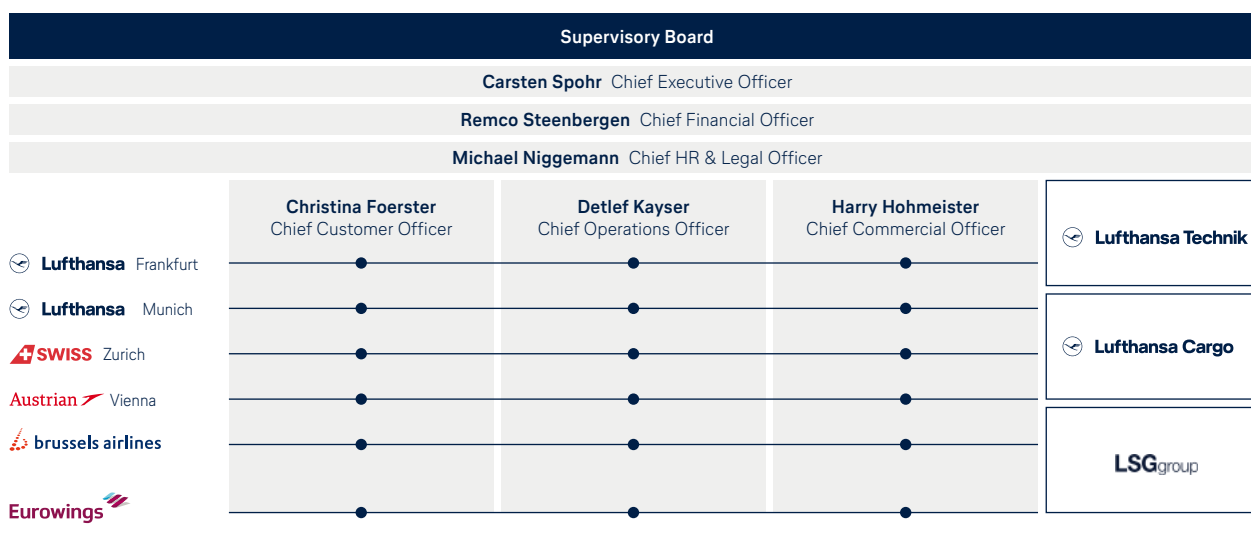 Supervisory Board
Carsten Spohr Chief Executive Officer
Remco Steenbergen Chief Financial Officer
Michael Niggemann Chief HR & Legal Officer
Christina Foerster
Chief Customer Officer
Detlef Kayser
Chief Operations Officer
Harry Hohmeister
Chief Commercial Officer
Lufthansa Frankfurt
Lufthansa Munich
SWISS Zurich
Austrian Vienna
brussels airlines
Eurowings
Lufthansa Technik
Lufthansa Cargo
LSGgroup